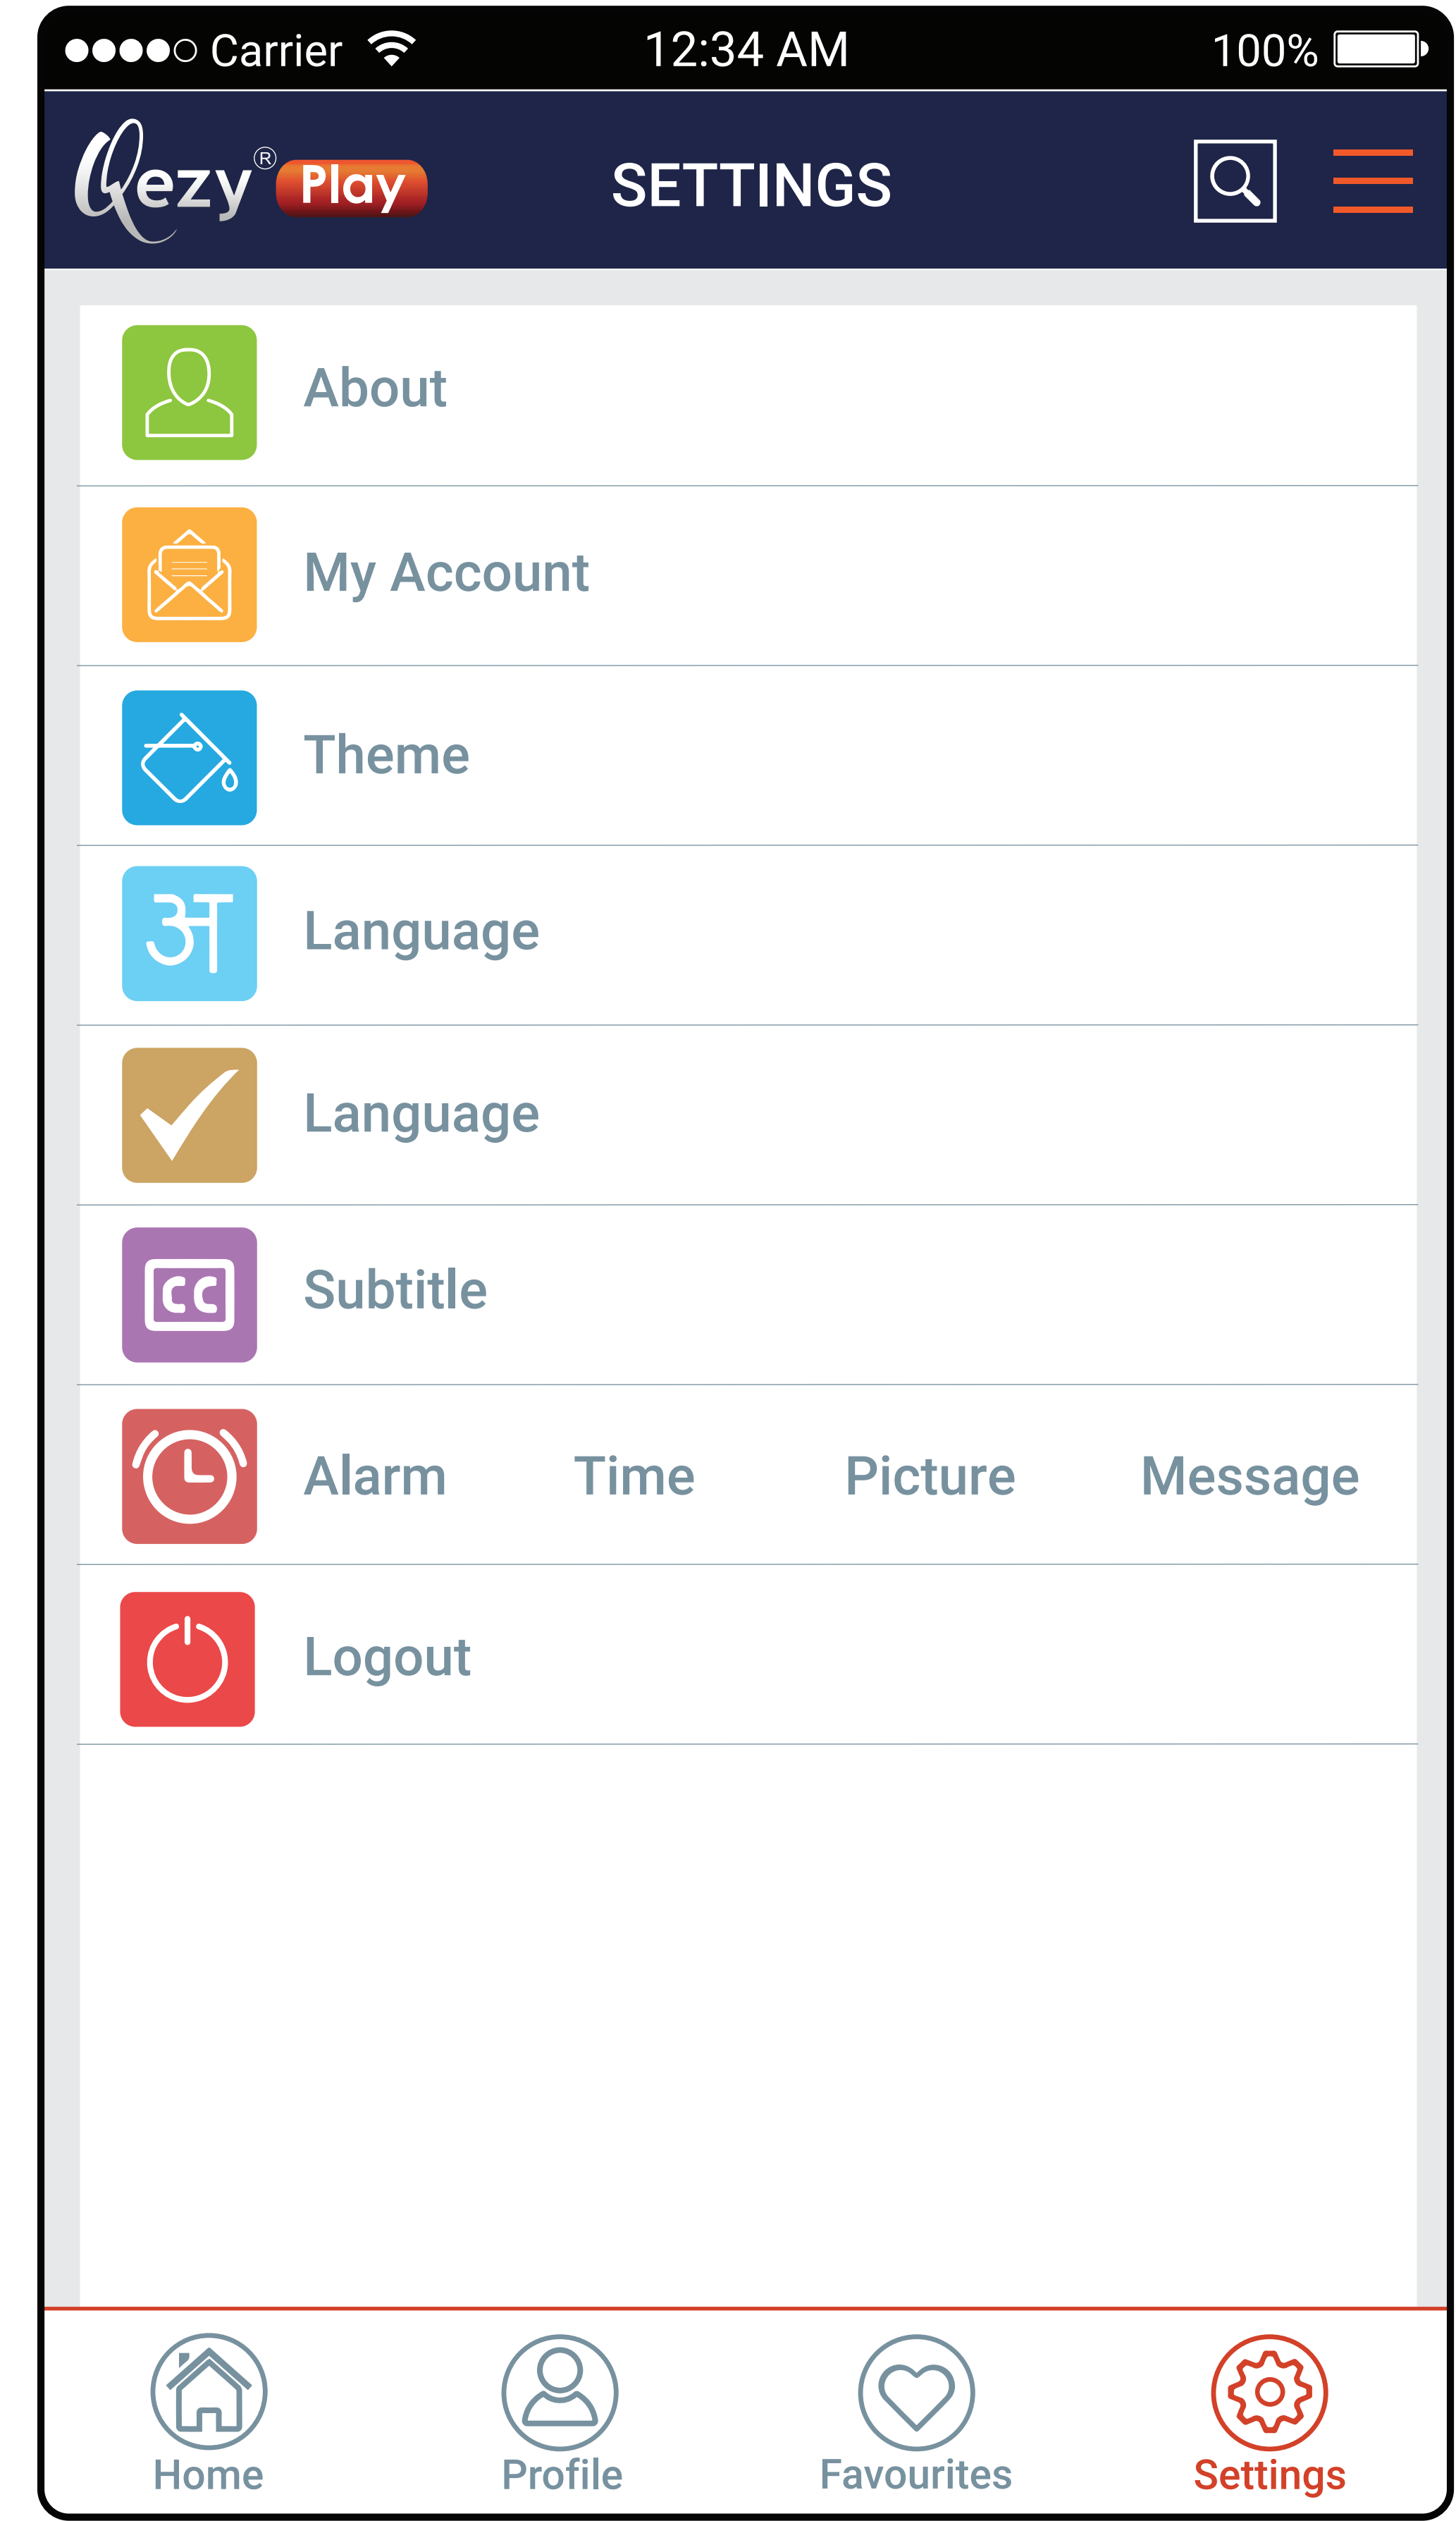 Carrier 12:34 AM 100%
Qezy® Play SETTINGS
About
My Account
Theme
अ Language
Language
CC Subtitle
Alarm Time Picture Message
Logout
Home Profile Favourites Settings